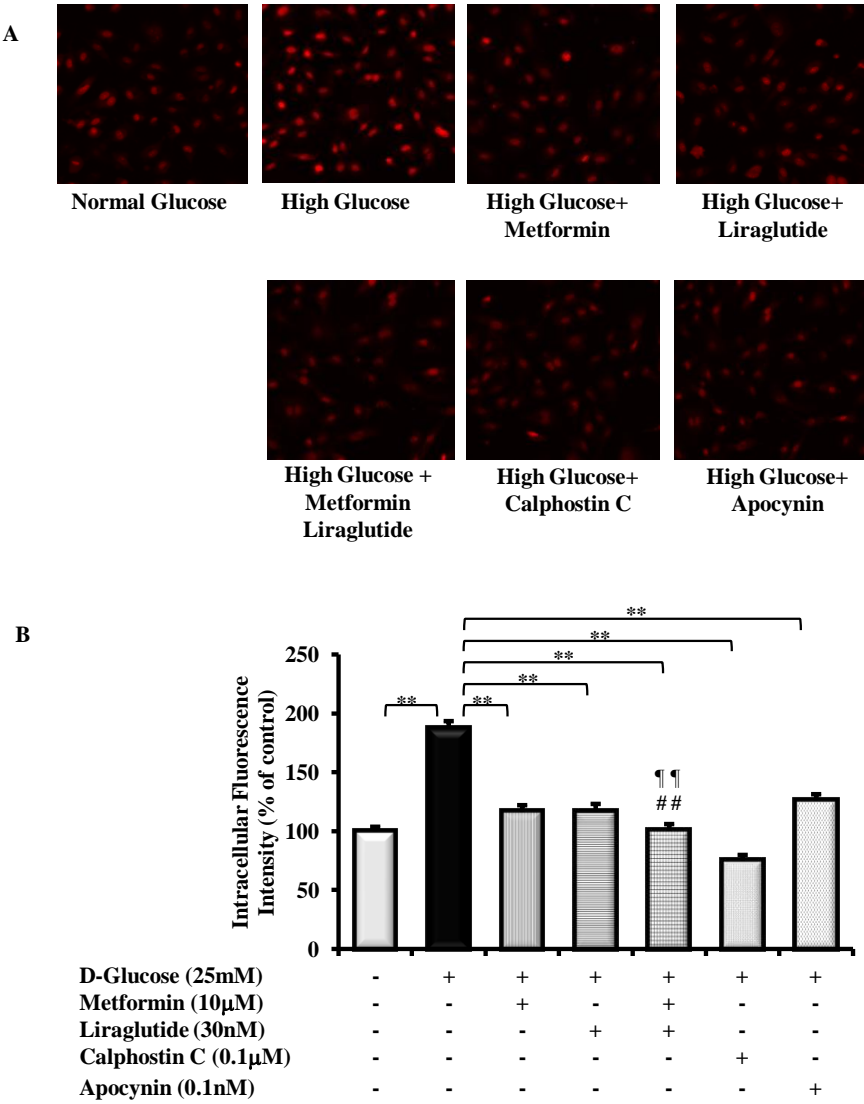 A
Normal Glucose
High Glucose
High Glucose+
Metformin
High Glucose+
Liraglutide
High Glucose +
Metformin
Liraglutide
High Glucose+
Calphostin C
High Glucose+
Apocynin
B
Intracellular Fluorescence
Intensity (% of control)
250
200
150
100
50
0
**
**
**
**
**
**
¶ ¶
##
D-Glucose (25mM) - + + + + + +
Metformin (10μM) - - + - + - -
Liraglutide (30nM) - - - + + - -
Calphostin C (0.1μM) - - - - - + -
Apocynin (0.1nM) - - - - - - +